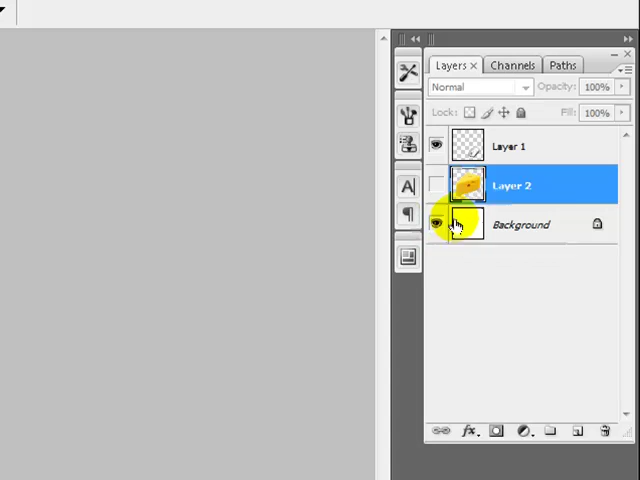 Layers × Channels Paths
Normal Opacity: 100%
Lock: Fill: 100%
Layer 1
Layer 2
Background